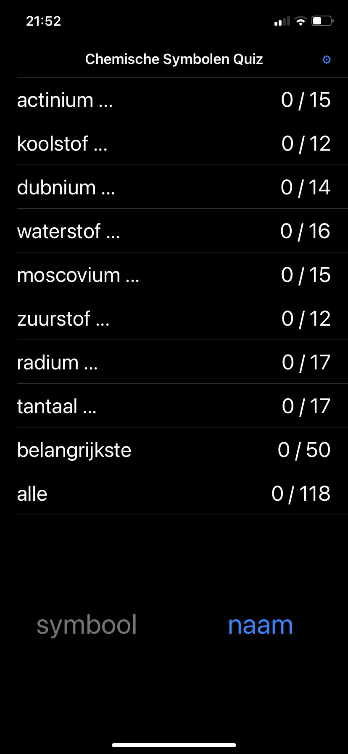 21:52
Chemische Symbolen Quiz
actinium ... 0 / 15
koolstof ... 0 / 12
dubnium ... 0 / 14
waterstof ... 0 / 16
moscovium ... 0 / 15
zuurstof ... 0 / 12
radium ... 0 / 17
tantaal ... 0 / 17
belangrijkste 0 / 50
alle 0 / 118
symbool naam